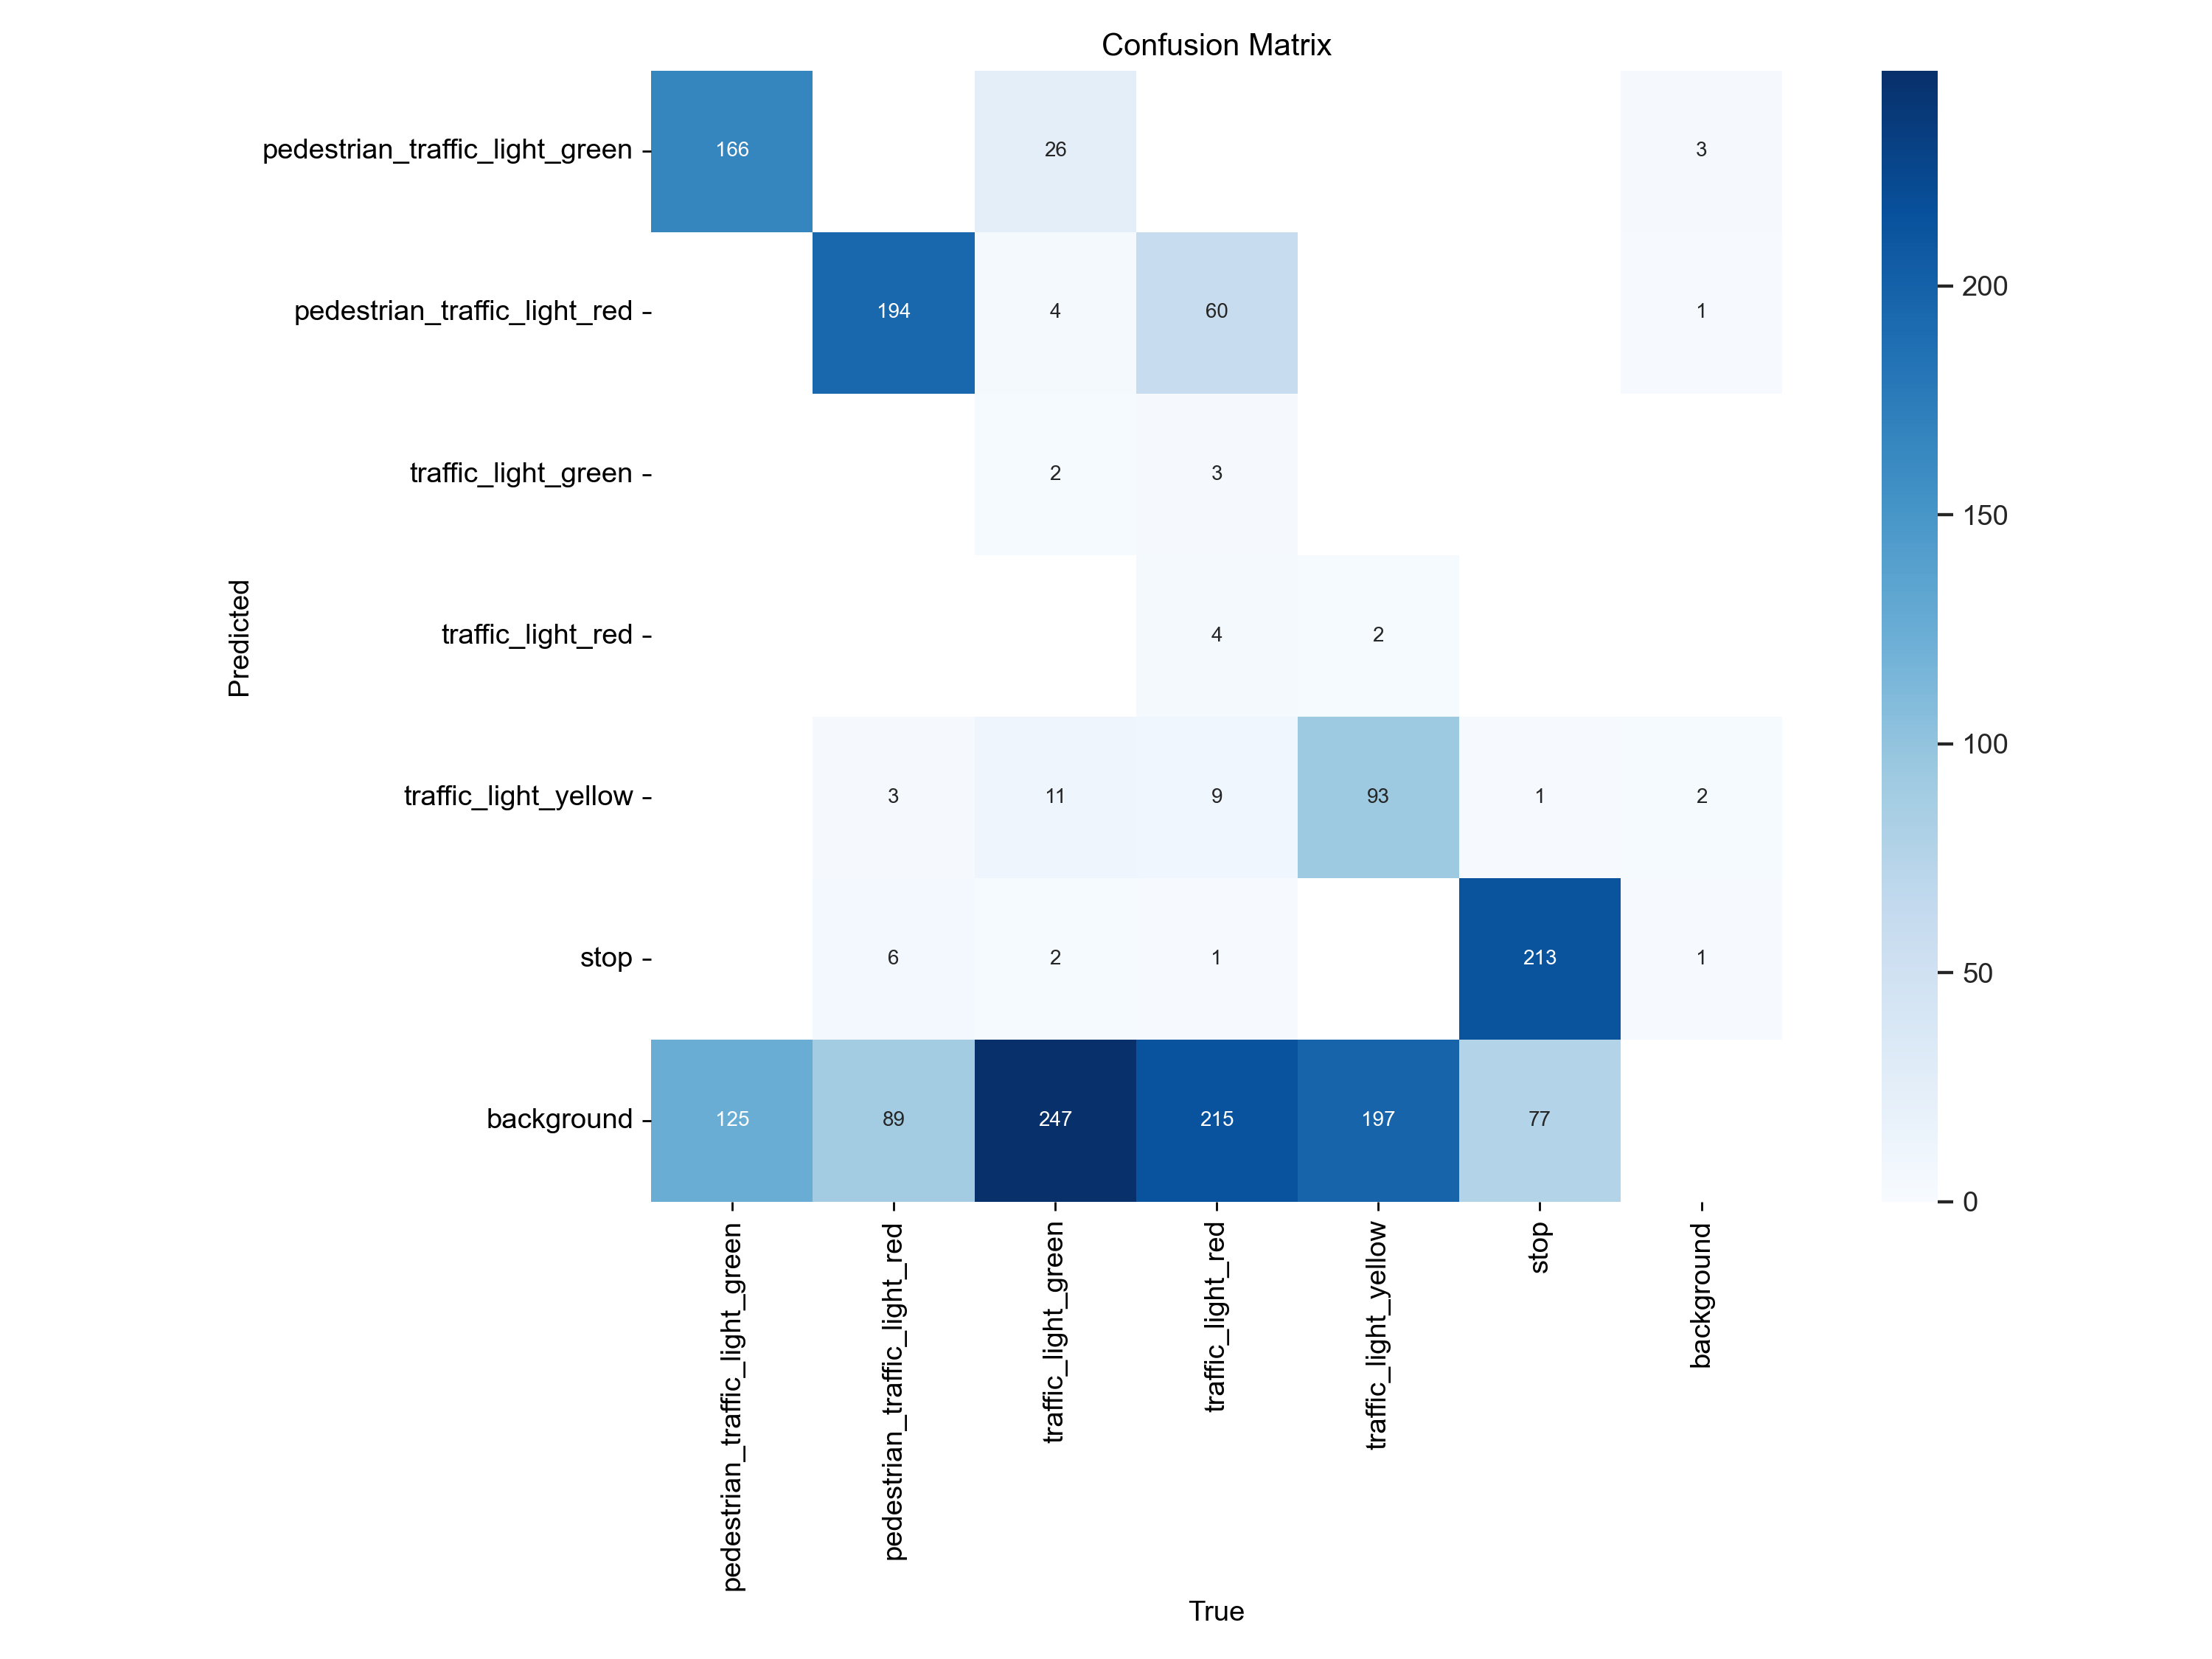 Confusion Matrix
pedestrian_traffic_light_green 166 26 3
pedestrian_traffic_light_red 194 4 60 1
traffic_light_green 2 3
traffic_light_red 4 2
traffic_light_yellow 3 11 9 93 1 2
stop 6 2 1 213 1
background 125 89 247 215 197 77
Predicted
pedestrian_traffic_light_green
pedestrian_traffic_light_red
traffic_light_green
traffic_light_red
traffic_light_yellow
stop
background
True
200
150
100
50
0